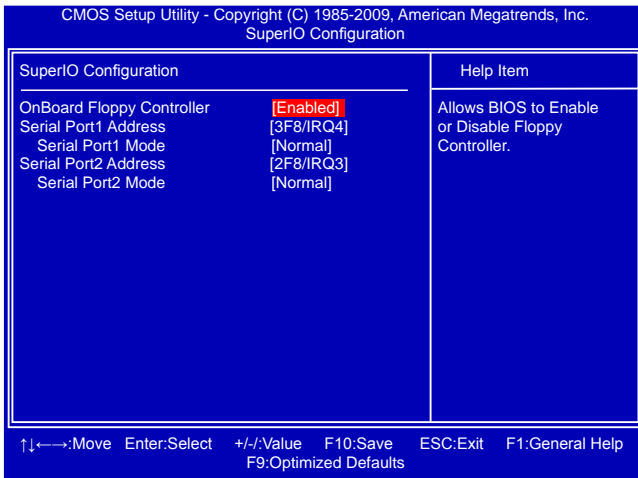 CMOS Setup Utility - Copyright (C) 1985-2009, American Megatrends, Inc.
SuperIO Configuration
SuperIO Configuration
Help Item
OnBoard Floppy Controller [Enabled]
Serial Port1 Address [3F8/IRQ4]
Serial Port1 Mode [Normal]
Serial Port2 Address [2F8/IRQ3]
Serial Port2 Mode [Normal]
Allows BIOS to Enable
or Disable Floppy
Controller.
↑↓←→:Move Enter:Select +/-/:Value F10:Save ESC:Exit F1:General Help
F9:Optimized Defaults